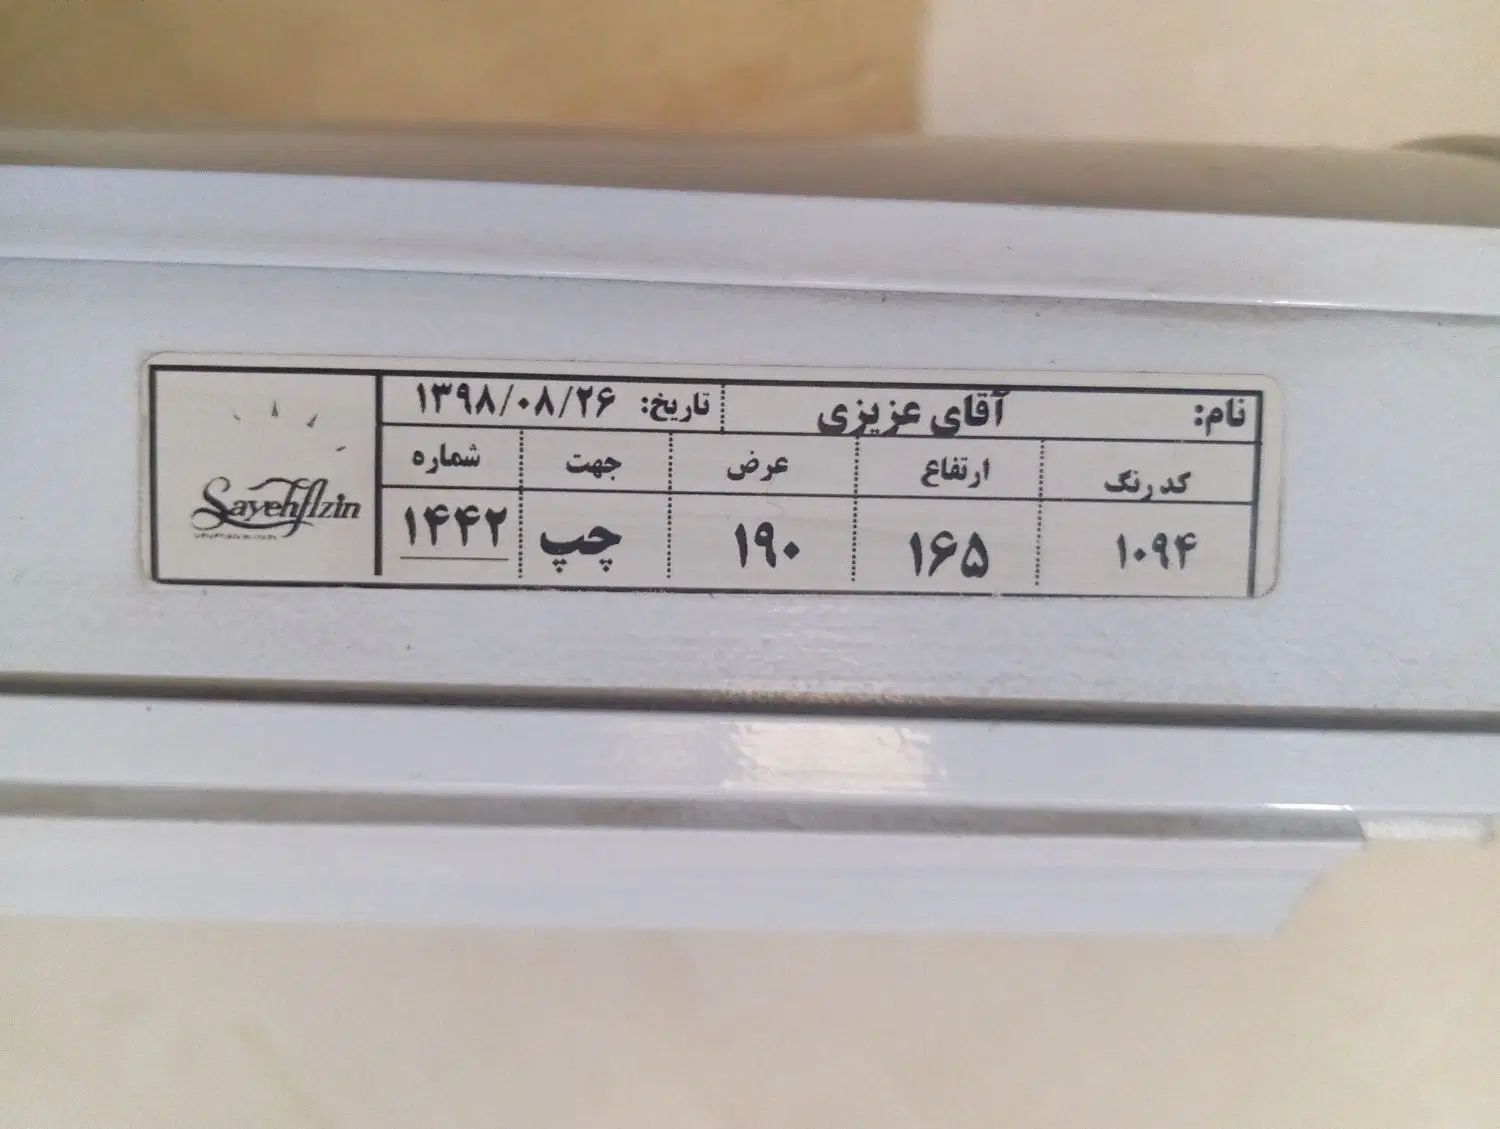 نام: آقای عزیزی تاریخ: ۱۳۹۸/۰۸/۲۶
کد رنگ ارتفاع عرض جهت شماره
۱۰۹۴ ۱۶۵ ۱۹۰ چپ ۱۴۴۲
SayehAzin